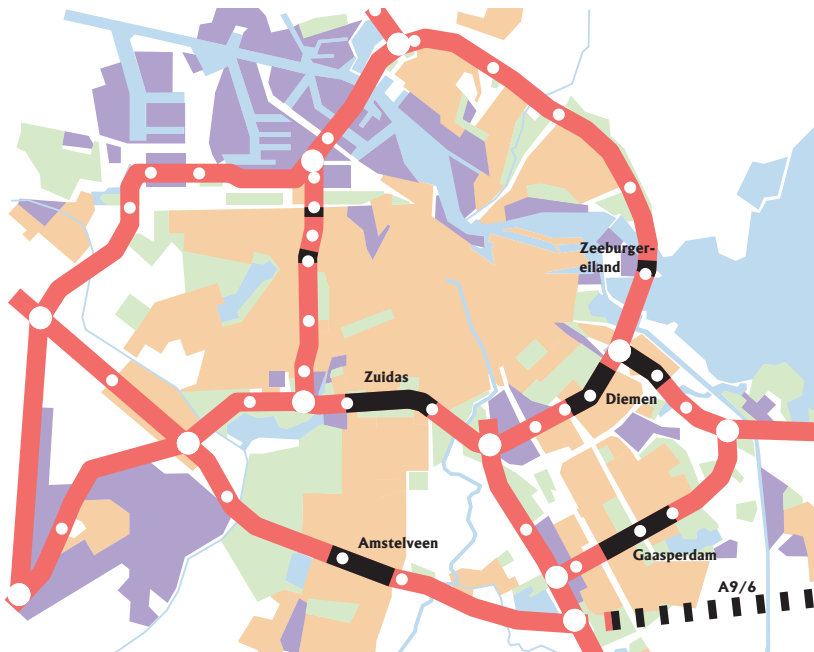 Zeeburger-
eiland
Zuidas
Diemen
Amstelveen
Gaasperdam
A9/6